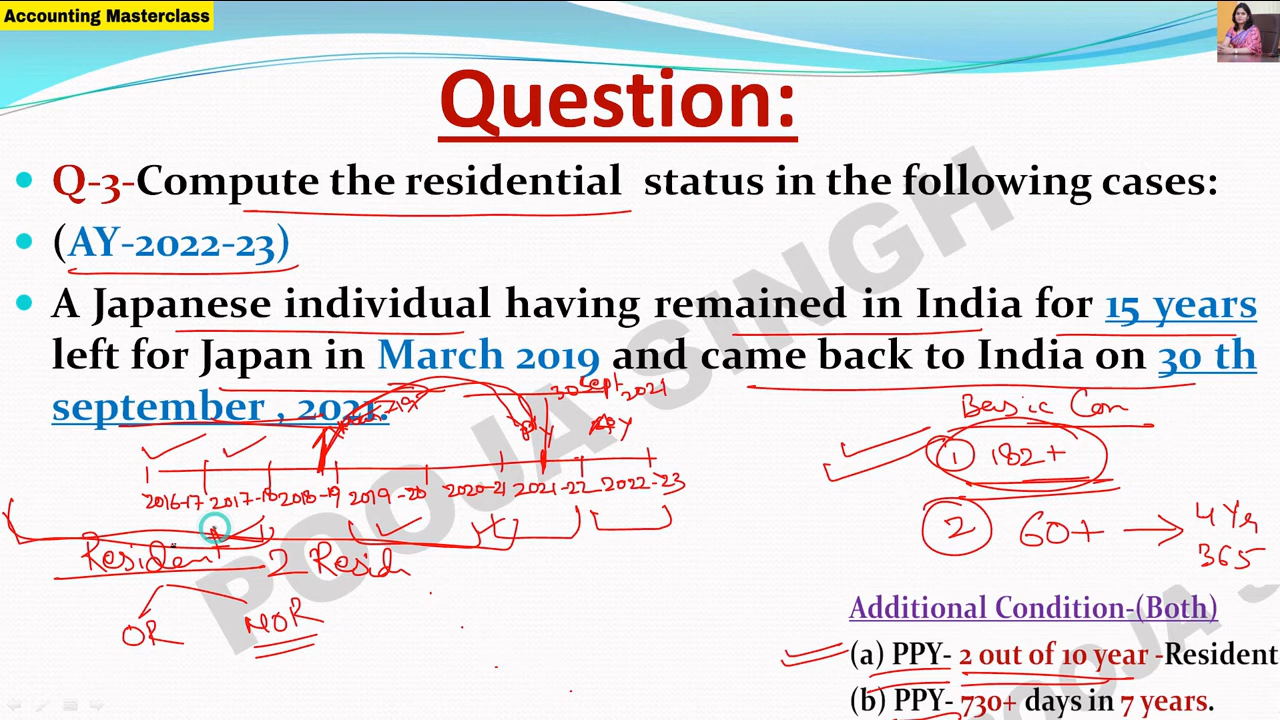 Accounting Masterclass
Question:
• Q-3-Compute the residential status in the following cases:
• (AY-2022-23)
• A Japanese individual having remained in India for 15 years
left for Japan in March 2019 and came back to India on 30 th
september , 2021.
30 Sept 2021
PY
AY
2016-17 2017-18 2018-19 2019-20 2020-21 2021-22 2022-23
Resident 2 Resid
OR NOR
Basic Con
1 182+
2 60+ → 4 Yr
365
Additional Condition-(Both)
(a) PPY- 2 out of 10 year -Resident
(b) PPY- 730+ days in 7 years.
POOJA SINGH
POOJA S